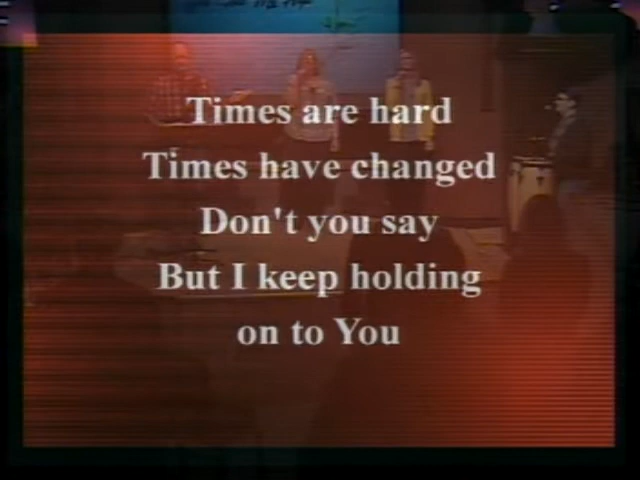 Times are hard
Times have changed
Don't you say
But I keep holding
on to You